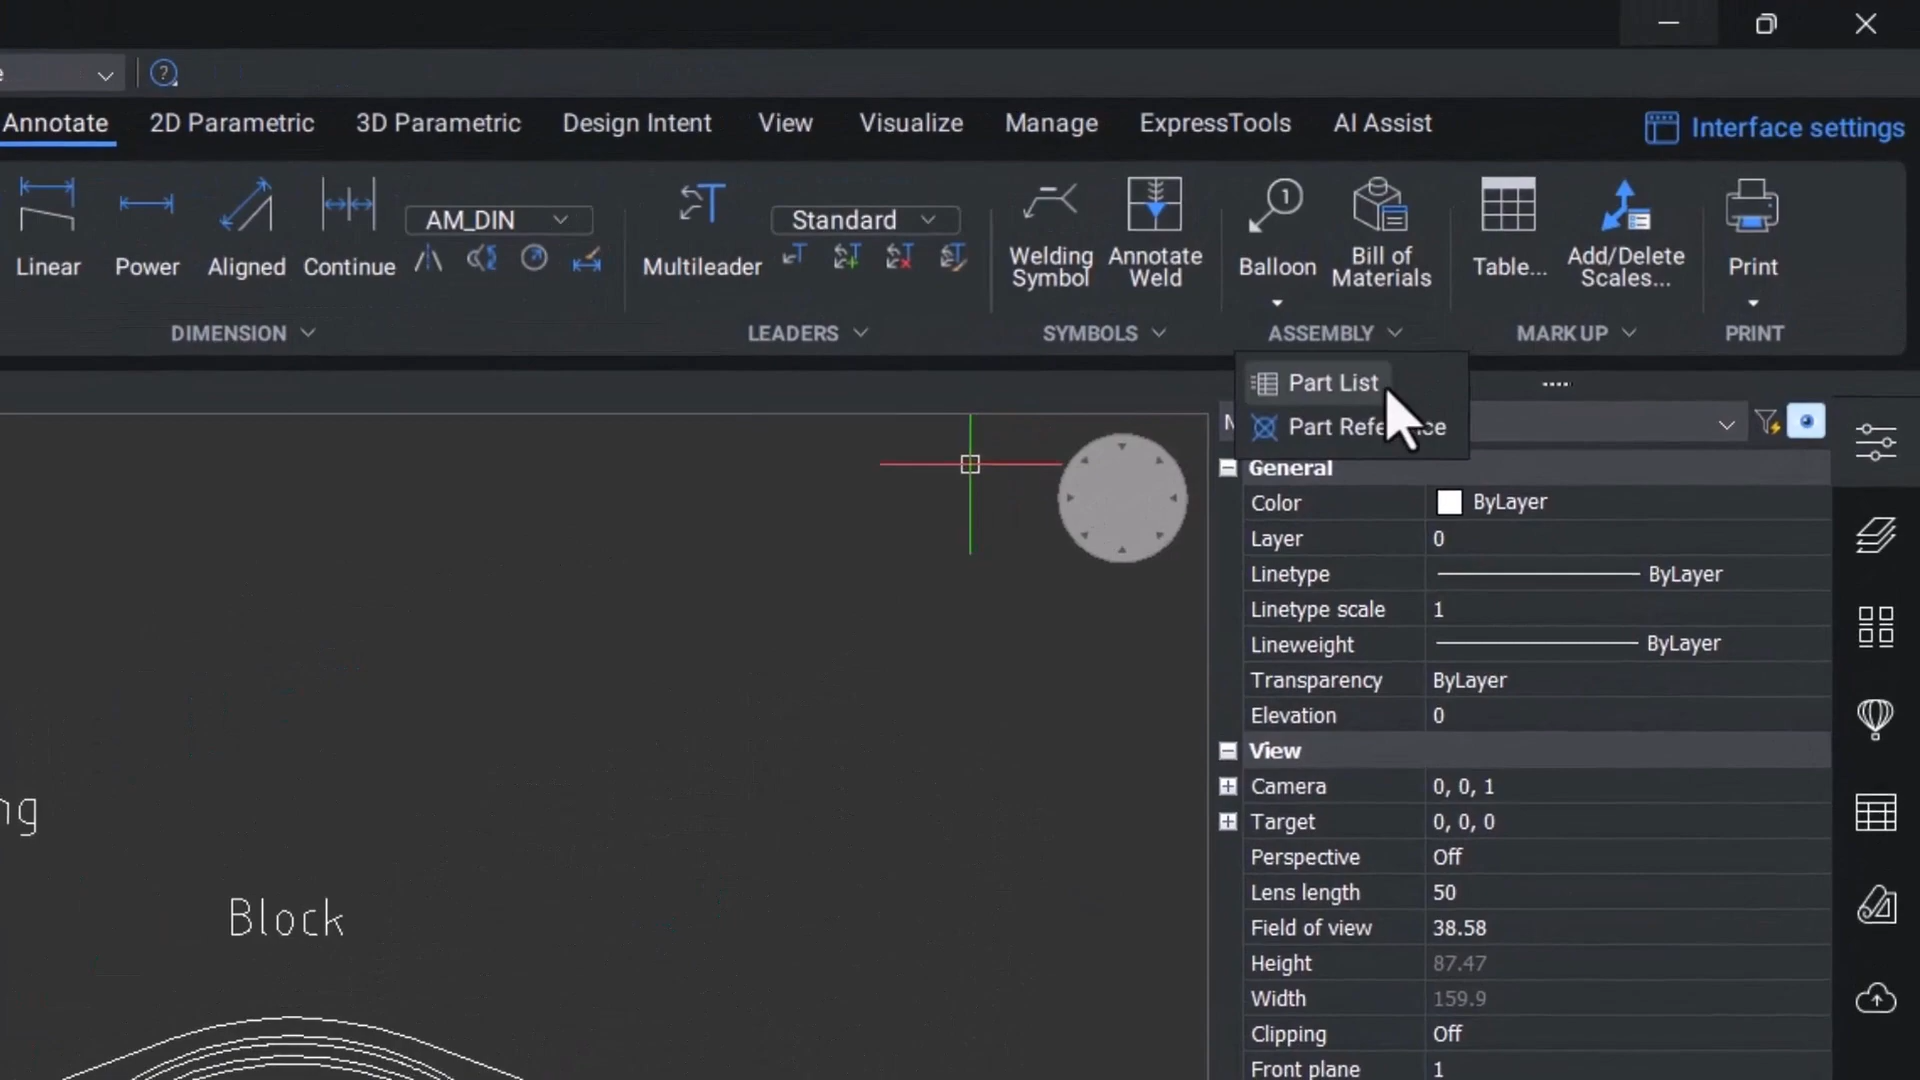 Annotate 2D Parametric 3D Parametric Design Intent View Visualize Manage ExpressTools AI Assist Interface settings
AM_DIN
Standard
Linear Power Aligned Continue
Multileader
Welding Symbol
Annotate Weld
Balloon
1
Bill of Materials
Table...
Add/Delete Scales...
Print
DIMENSION LEADERS SYMBOLS ASSEMBLY MARKUP PRINT
Part List
Part
General
Color ByLayer
Layer 0
Linetype ByLayer
Linetype scale 1
Lineweight ByLayer
Transparency ByLayer
Elevation 0
View
Camera 0, 0, 1
Target 0, 0, 0
Perspective Off
Lens length 50
Field of view 38.58
Height 87.47
Width 159.9
Clipping Off
Front plane 1
ng
Block